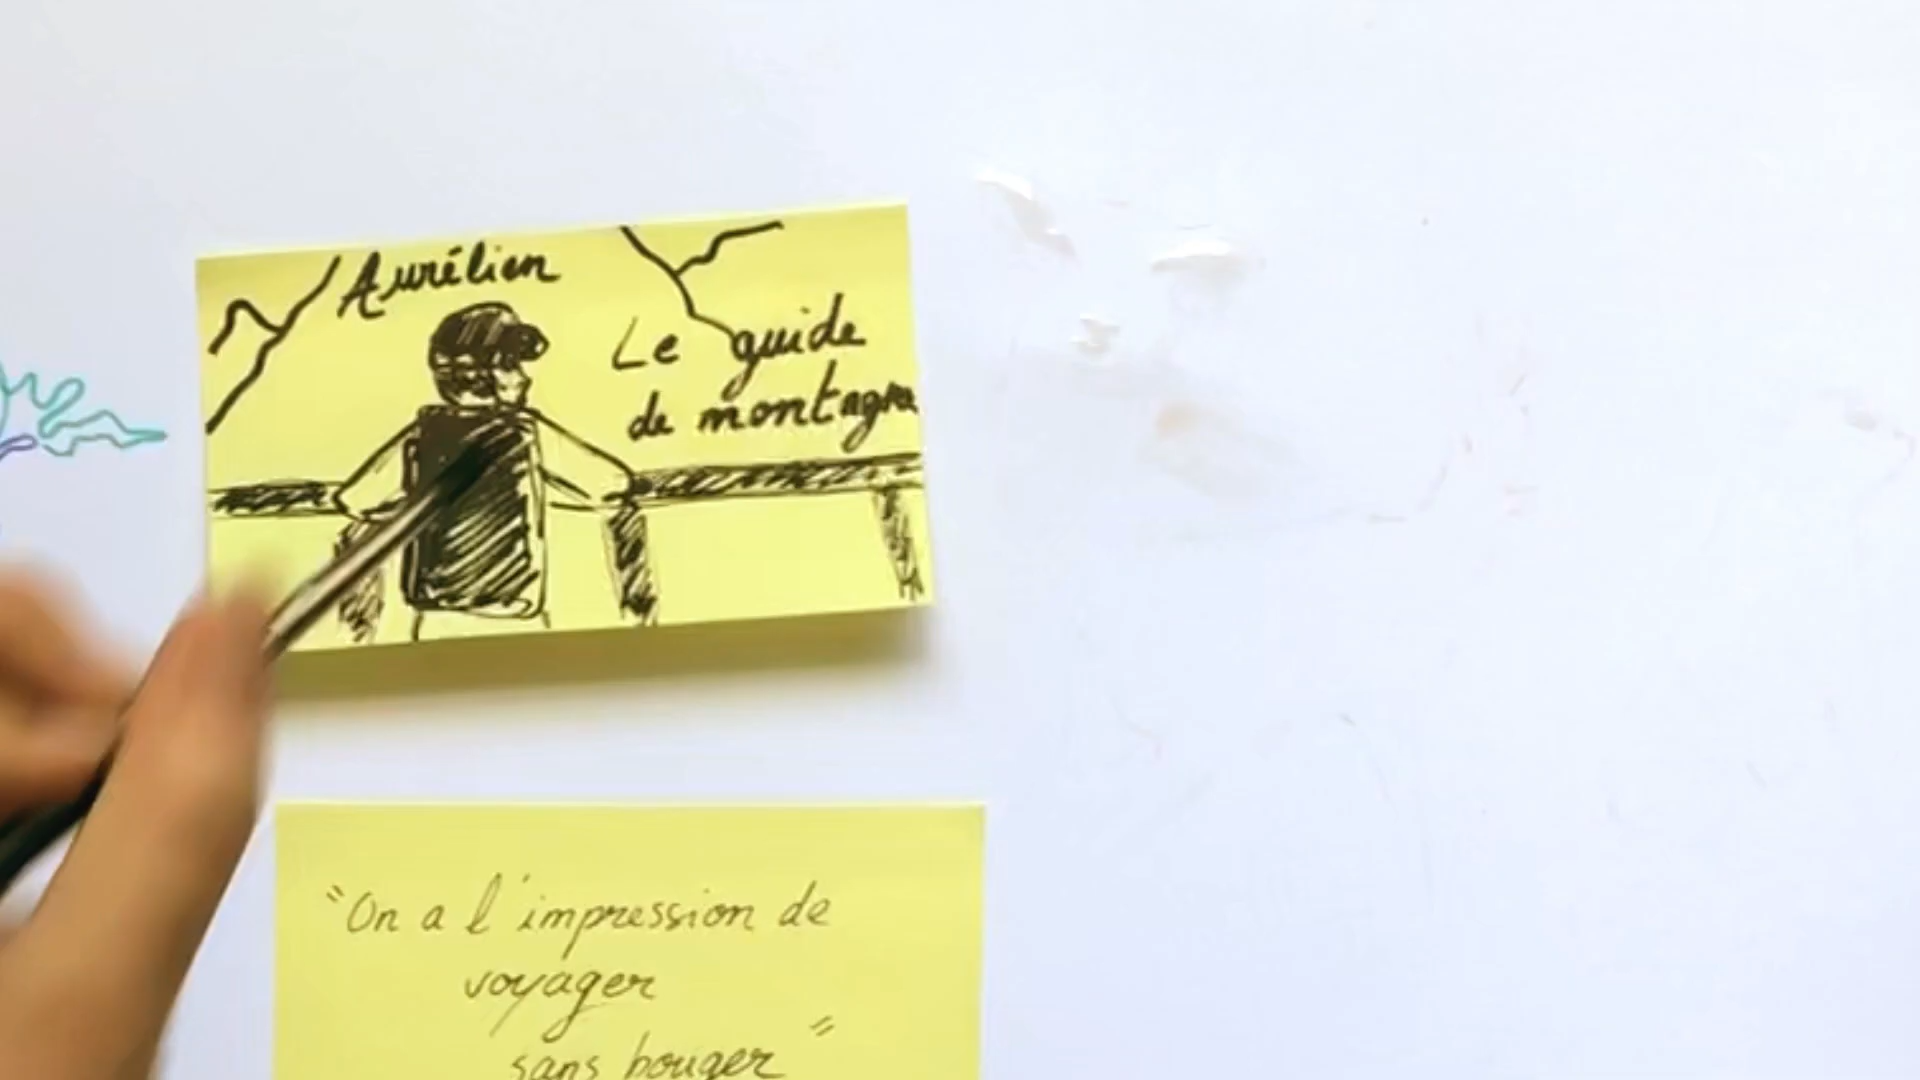 Aurélien
Le guide
de montagne
"On a l'impression de
voyager
sans bouger"